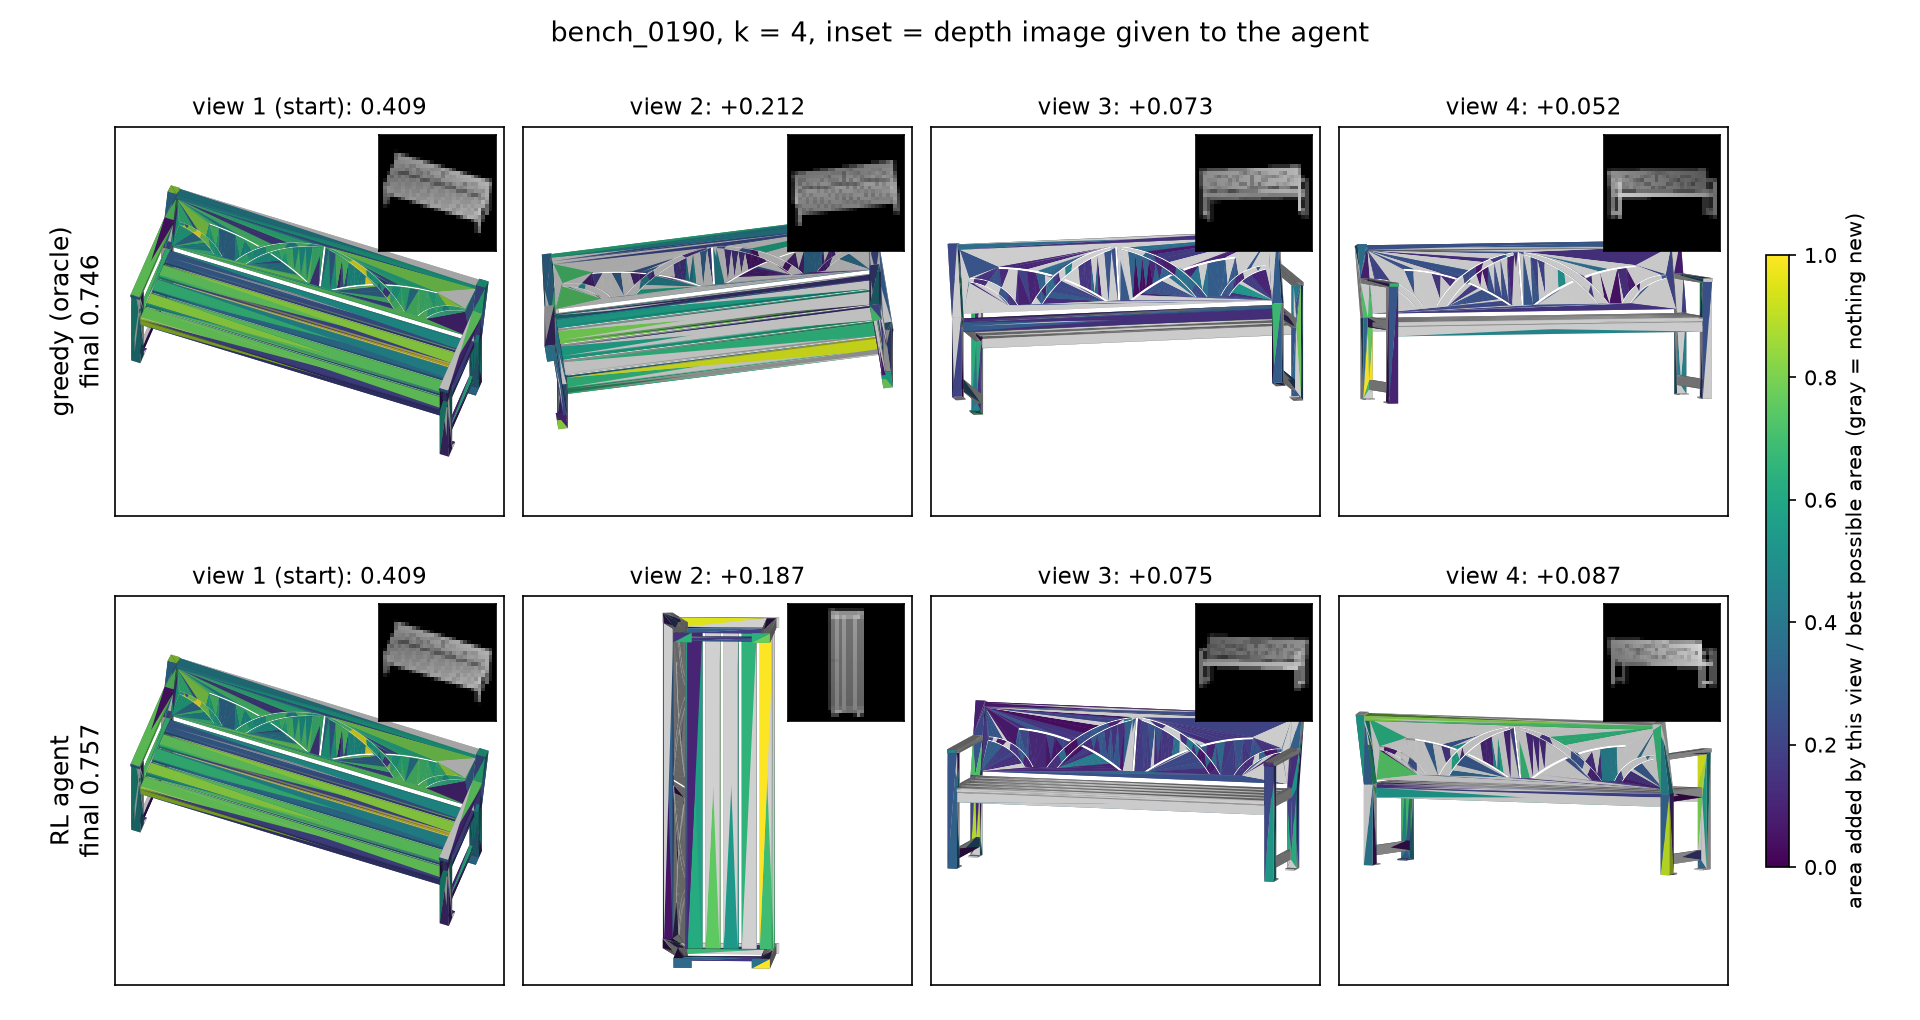 bench_0190, k = 4, inset = depth image given to the agent
greedy (oracle)
final 0.746
view 1 (start): 0.409
view 2: +0.212
view 3: +0.073
view 4: +0.052
RL agent
final 0.757
view 1 (start): 0.409
view 2: +0.187
view 3: +0.075
view 4: +0.087
1.0
0.8
0.6
0.4
0.2
0.0
area added by this view / best possible area (gray = nothing new)